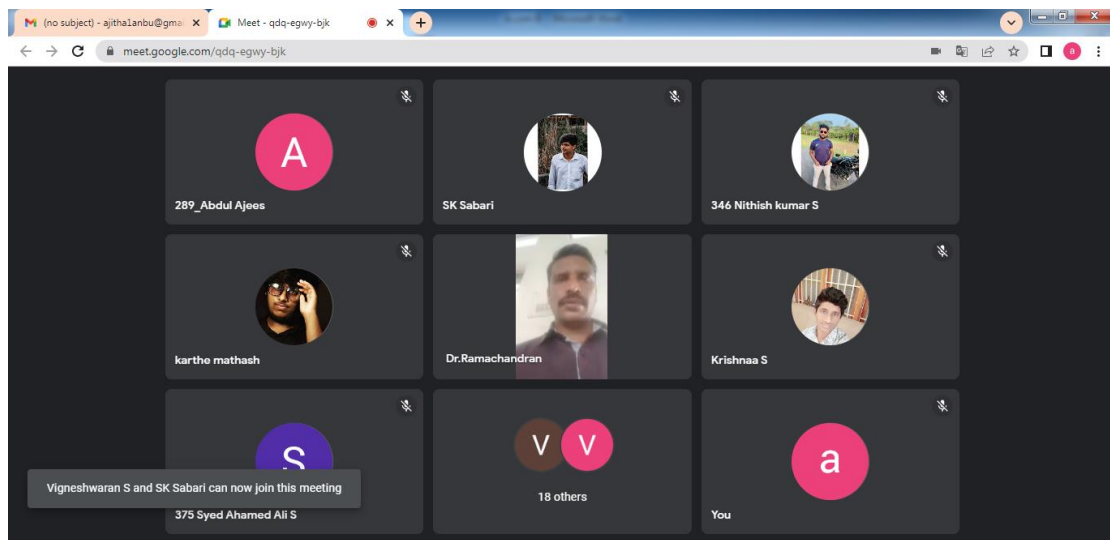 (no subject) - ajitha1anbu@gmai
Meet - qdq-egwy-bjk
meet.google.com/qdq-egwy-bjk
a
A
289_Abdul Ajees
SK Sabari
346 Nithish kumar S
karthe mathash
Dr.Ramachandran
Krishnaa S
S
375 Syed Ahamed Ali S
V V
18 others
a
You
Vigneshwaran S and SK Sabari can now join this meeting